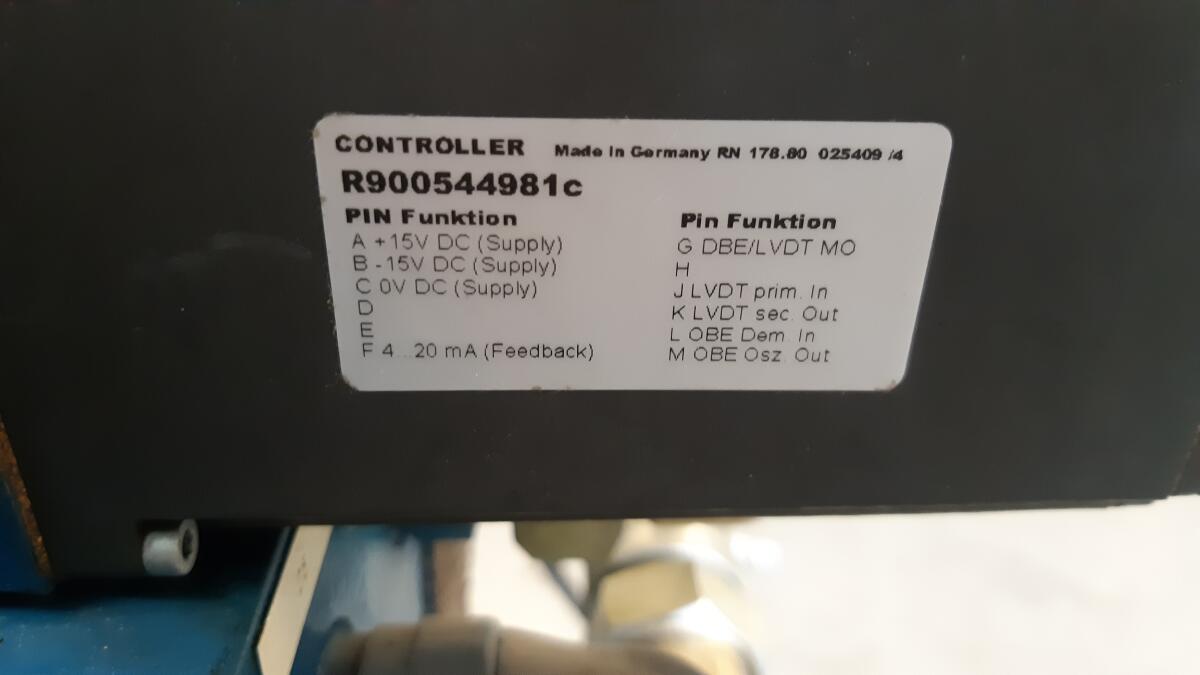 CONTROLLER Made In Germany RN 178.80 025409 /4
R900544981c
PIN Funktion
A +15V DC (Supply)
B -15V DC (Supply)
C 0V DC (Supply)
D
E
F 4...20 mA (Feedback)
Pin Funktion
G DBE/LVDT MO
H
J LVDT prim. In
K LVDT sec. Out
L OBE Dem. In
M OBE Osz. Out